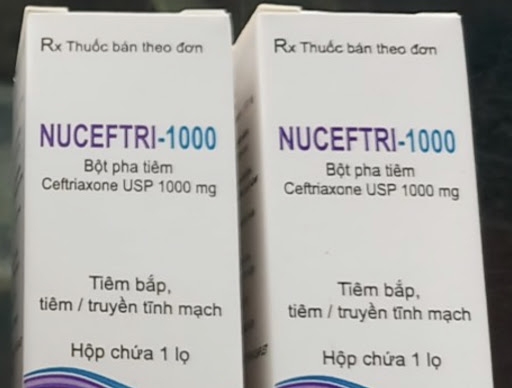 Rx Thuốc bán theo đơn
NUCEFTRI-1000
Bột pha tiêm
Ceftriaxone USP 1000 mg
Tiêm bắp,
tiêm / truyền tĩnh mạch
Hộp chứa 1 lọ
Rx Thuốc bán theo đơn
NUCEFTRI-1000
Bột pha tiêm
Ceftriaxone USP 1000 mg
Tiêm bắp,
tiêm / truyền tĩnh mạch
Hộp chứa 1 lọ